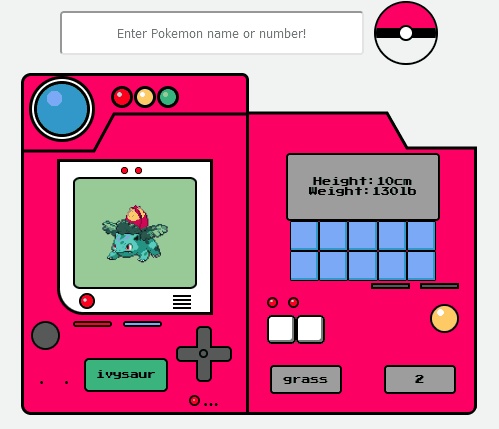 Enter Pokemon name or number!
Height:10cm
Weight:130lb
ivysaur
grass
2